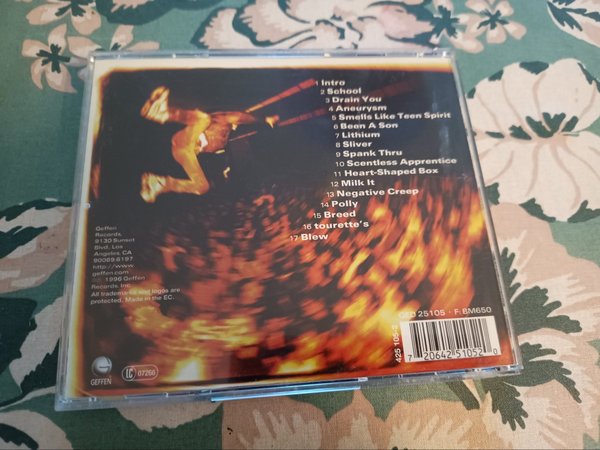 1 Intro
2 School
3 Drain You
4 Aneurysm
5 Smells Like Teen Spirit
6 Been A Son
7 Lithium
8 Sliver
9 Spank Thru
10 Scentless Apprentice
11 Heart-Shaped Box
12 Milk It
13 Negative Creep
14 Polly
15 Breed
16 tourette's
17 Blew
Geffen
Records
9130 Sunset
Blvd. Los
Angeles, CA
90069-6197
http://www.
geffen.com
1996 Geffen
Records Inc.
All trademarks and logos are
protected. Made in the EC.
GED 25105 · F: BM650
425 105-2
7 20642 51052 0
GEFFEN
LC 07266